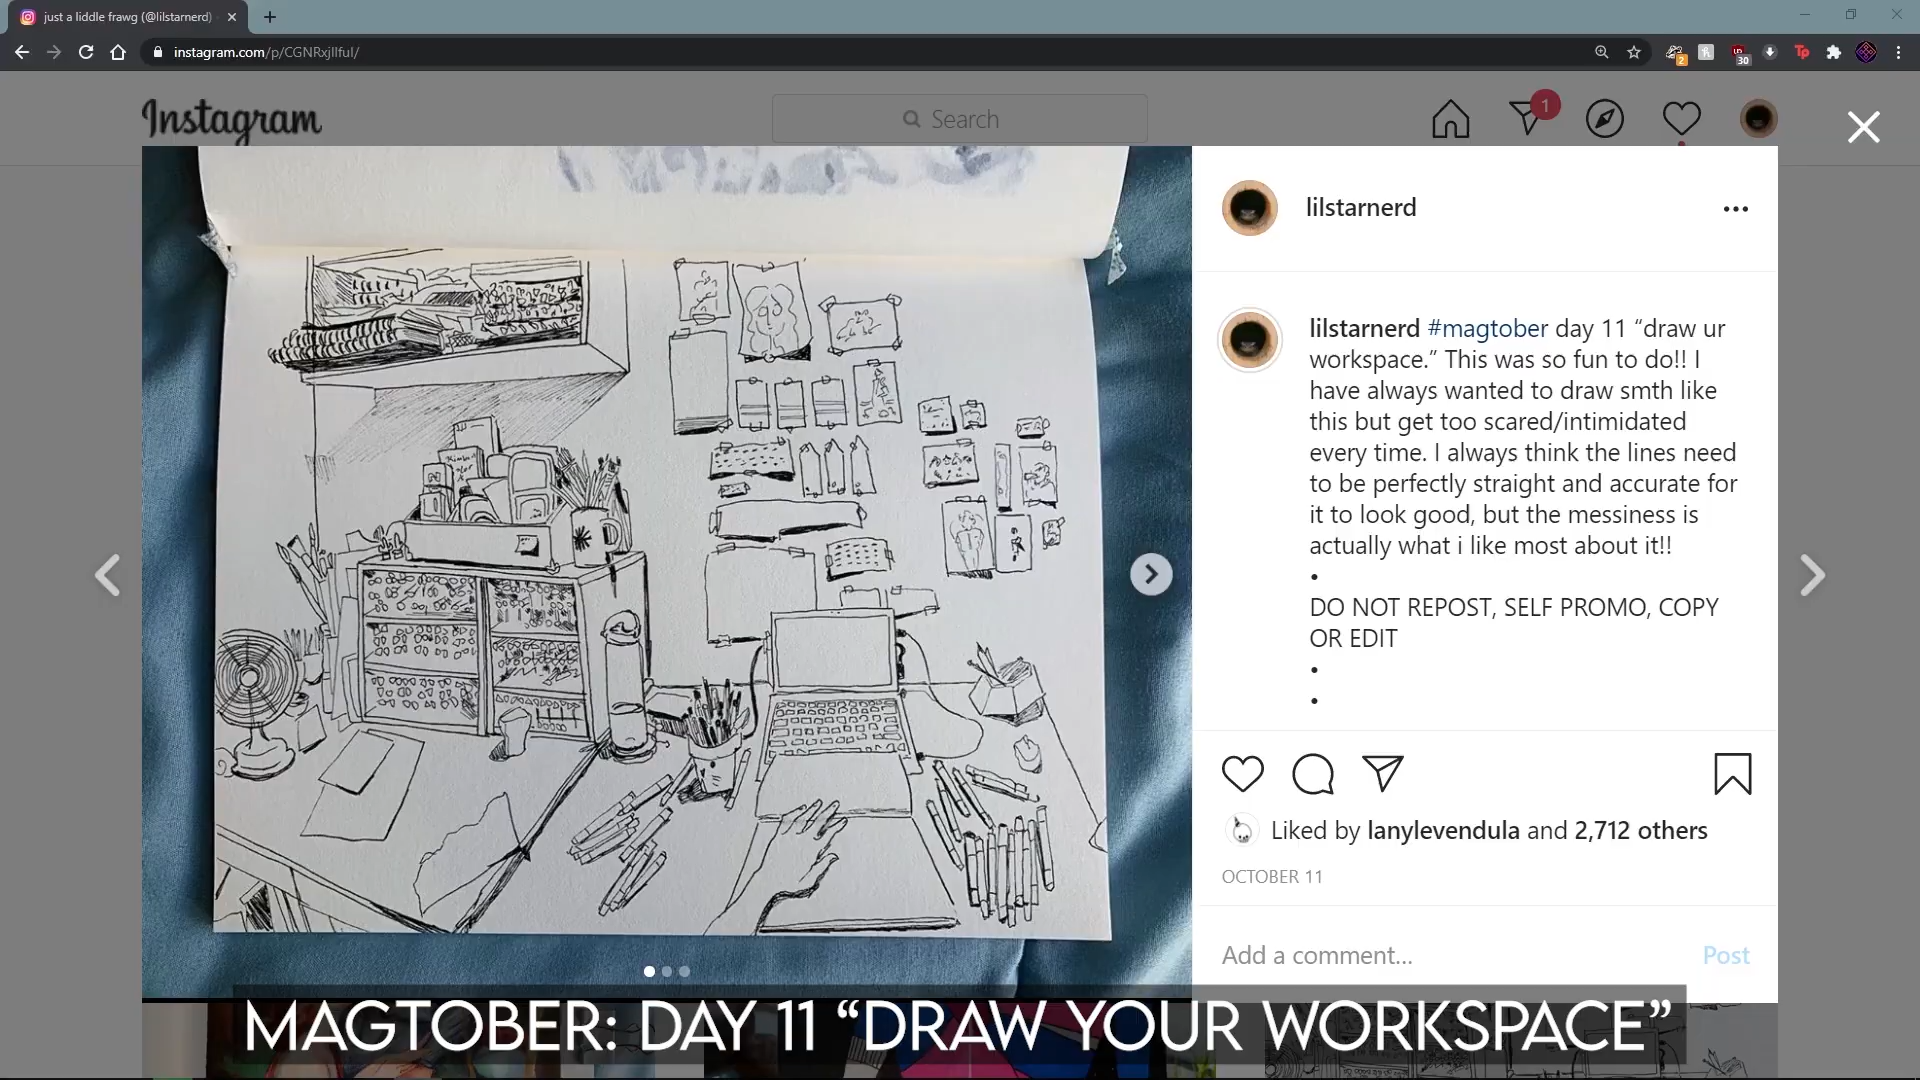 just a liddle frawg (@lilstarnerd)
instagram.com/p/CGNRxjllfuI/
2
30
Tp
Instagram
Search
1
lilstarnerd
lilstarnerd #magtober day 11 “draw ur
workspace.” This was so fun to do!! I
have always wanted to draw smth like
this but get too scared/intimidated
every time. I always think the lines need
to be perfectly straight and accurate for
it to look good, but the messiness is
actually what i like most about it!!
•
DO NOT REPOST, SELF PROMO, COPY
OR EDIT
•
•
Liked by lanylevendula and 2,712 others
OCTOBER 11
Add a comment...
Post
MAGTOBER: DAY 11 “DRAW YOUR WORKSPACE”